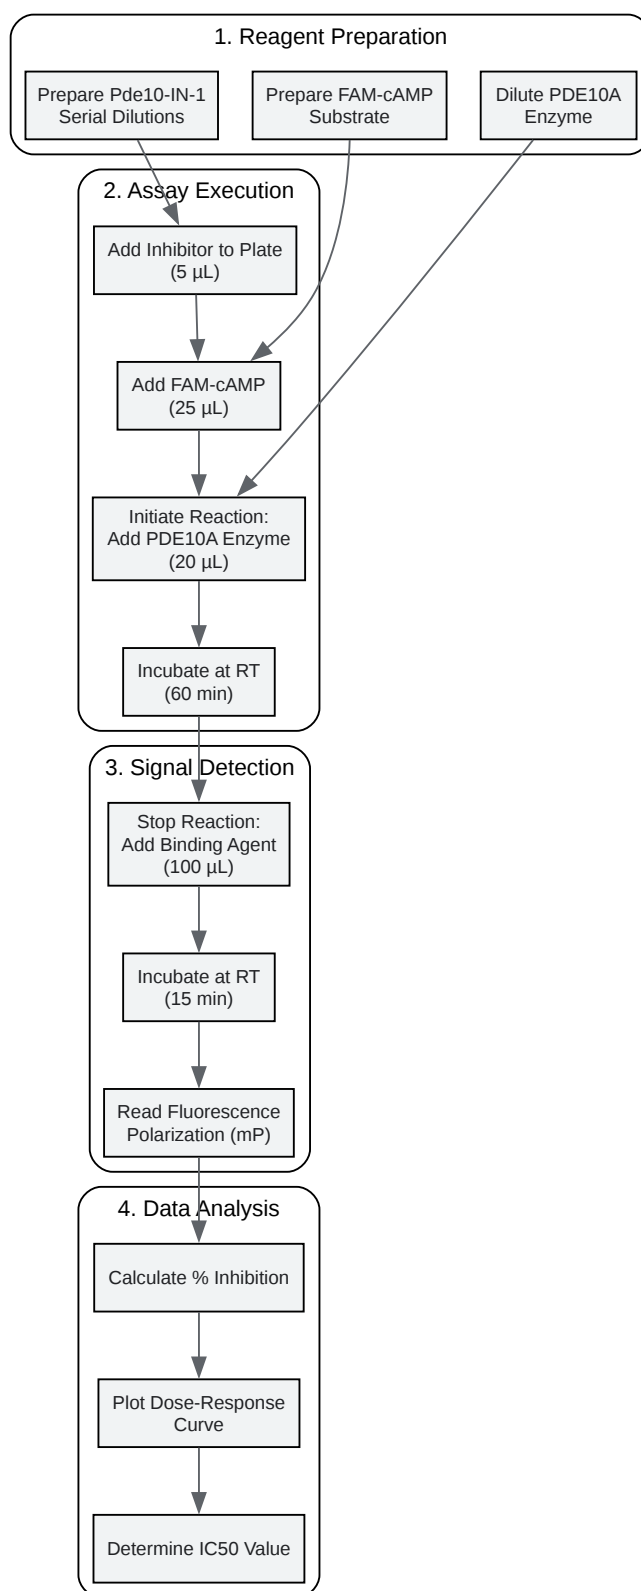 1. Reagent Preparation
Prepare Pde10-IN-1
Serial Dilutions
Prepare FAM-cAMP
Substrate
Dilute PDE10A
Enzyme
2. Assay Execution
Add Inhibitor to Plate
(5 µL)
Add FAM-cAMP
(25 µL)
Initiate Reaction:
Add PDE10A Enzyme
(20 µL)
Incubate at RT
(60 min)
3. Signal Detection
Stop Reaction:
Add Binding Agent
(100 µL)
Incubate at RT
(15 min)
Read Fluorescence
Polarization (mP)
4. Data Analysis
Calculate % Inhibition
Plot Dose-Response
Curve
Determine IC50 Value